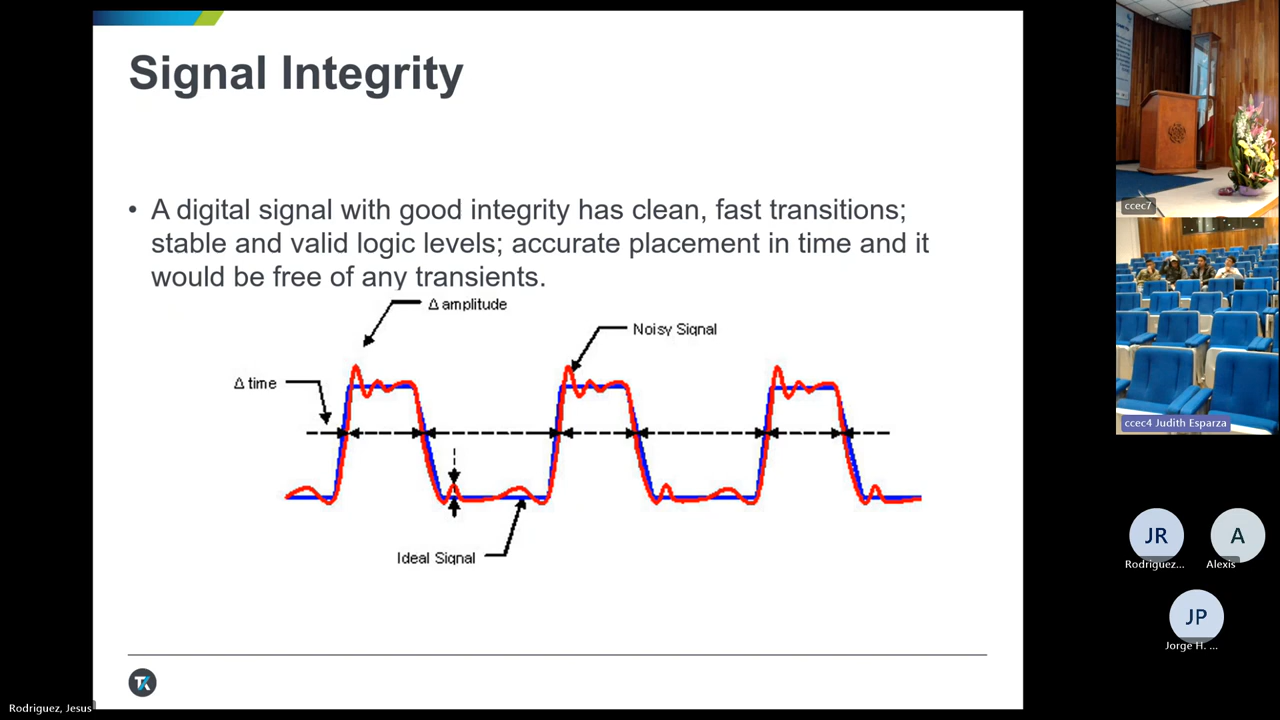 Signal Integrity
• A digital signal with good integrity has clean, fast transitions;
stable and valid logic levels; accurate placement in time and it
would be free of any transients.
Δ amplitude
Noisy Signal
Δ time
Ideal Signal
TK
Rodriguez, Jesus
ccec7
ccec4 Judith Esparza
JR
Rodriguez...
A
Alexis
JP
Jorge H. ...